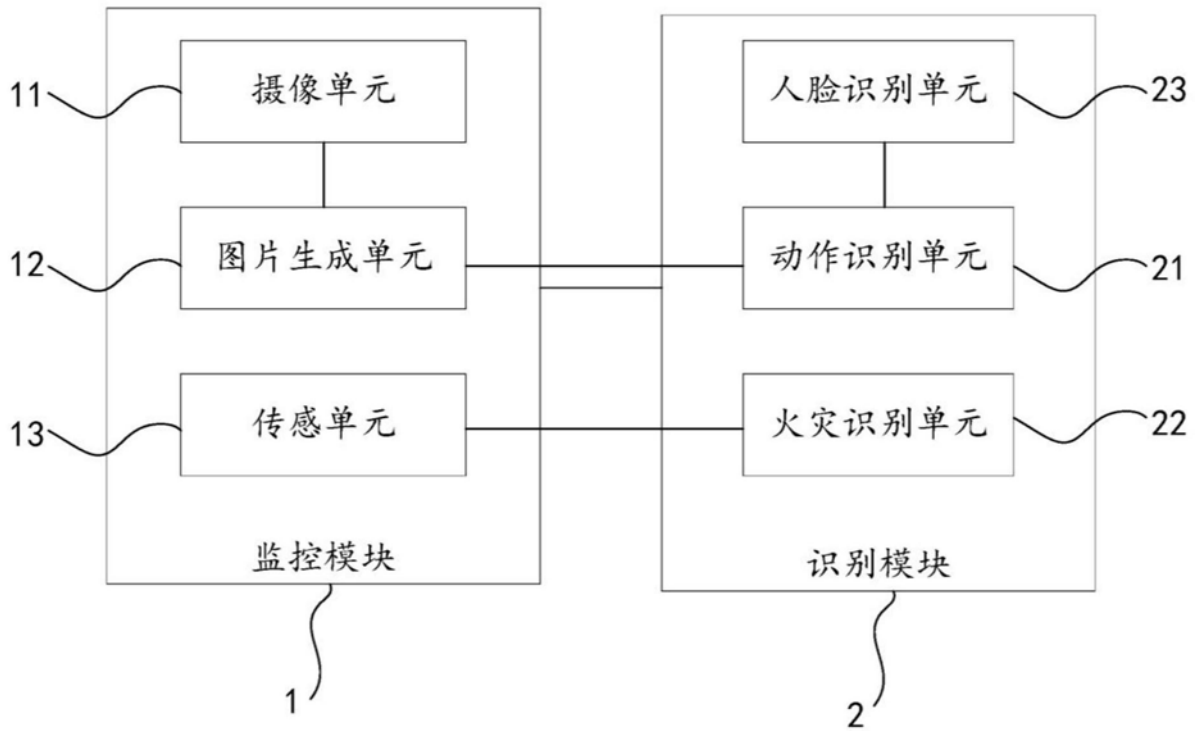 11
摄像单元
12
图片生成单元
13
传感单元
监控模块
1
人脸识别单元
23
动作识别单元
21
火灾识别单元
22
识别模块
2